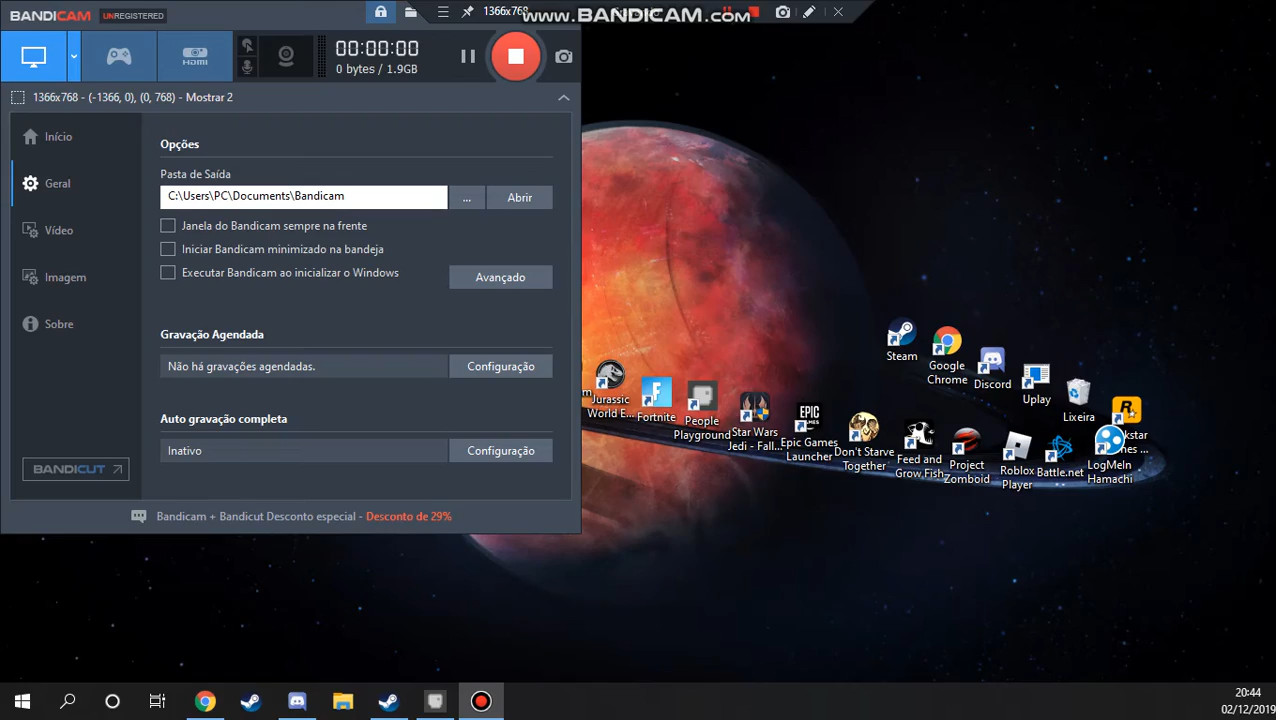 BANDICAM UNREGISTERED
1366x768
www.BANDICAM.com
HDMI
00:00:00
0 bytes / 1.9GB
1366x768 - (-1366, 0), (0, 768) - Mostrar 2
Início
Geral
Vídeo
Imagem
Sobre
BANDICUT
Opções
Pasta de Saída
C:\Users\PC\Documents\Bandicam
...
Abrir
Janela do Bandicam sempre na frente
Iniciar Bandicam minimizado na bandeja
Executar Bandicam ao inicializar o Windows
Avançado
Gravação Agendada
Não há gravações agendadas.
Configuração
Auto gravação completa
Inativo
Configuração
Bandicam + Bandicut Desconto especial - Desconto de 29%
Steam
Google
Chrome
Discord
Uplay
Lixeira
Jurassic
World E...
Fortnite
People
Playground
Star Wars
Jedi - Fall...
EPIC
GAMES
Epic Games
Launcher
Don't Starve
Together
Feed and
Grow Fish
Project
Zomboid
Roblox
Player
Battle.net
LogMeIn
Hamachi
20:44
02/12/2019